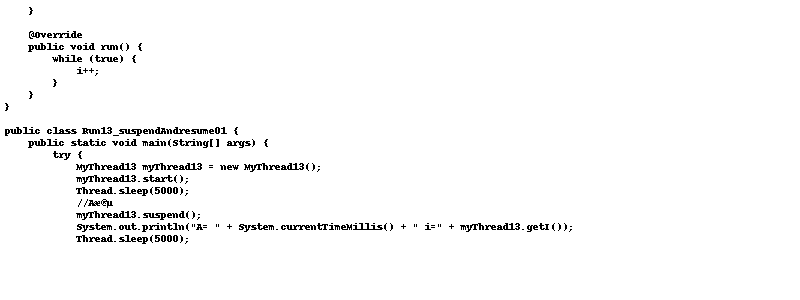 }

    @Override
    public void run() {
        while (true) {
            i++;
        }
    }
}

public class Run13_suspendAndresume01 {
    public static void main(String[] args) {
        try {
            MyThread13 myThread13 = new MyThread13();
            myThread13.start();
            Thread.sleep(5000);
            //Aæ®µ
            myThread13.suspend();
            System.out.println("A= " + System.currentTimeMillis() + " i=" + myThread13.getI());
            Thread.sleep(5000);